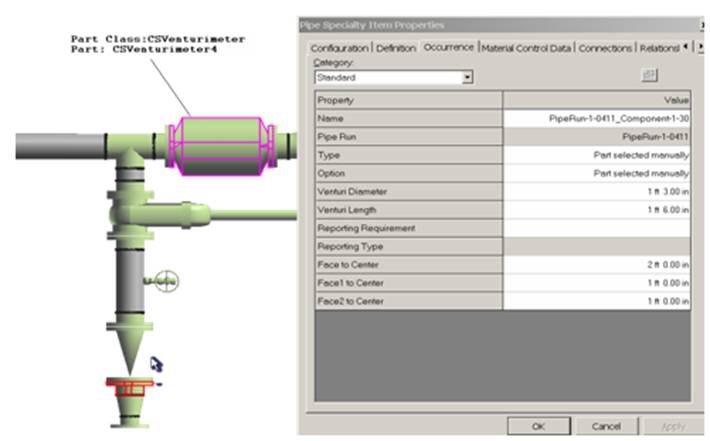 Part Class:CSVenturimeter
Part: CSVenturimeter4
Pipe Specialty Item Properties
Configuration Definition Occurrence Material Control Data Connections Relationsl
Category:
Standard
Property Value
Name PipeRun-1-0411_Component-1-30
Pipe Run PipeRun-1-0411
Type Part selected manually
Option Part selected manually
Venturi Diameter 1 ft 3.00 in
Venturi Length 1 ft 6.00 in
Reporting Requirement
Reporting Type
Face to Center 2 ft 0.00 in
Face1 to Center 1 ft 0.00 in
Face2 to Center 1 ft 0.00 in
OK Cancel Apply